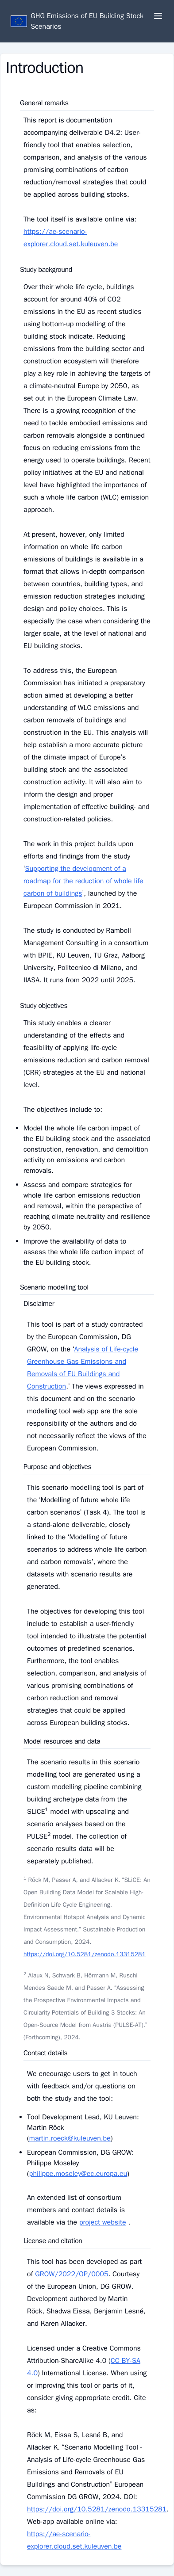 GHG Emissions of EU Building Stock
Scenarios
Introduction
General remarks
This report is documentation
accompanying deliverable D4.2: User-
friendly tool that enables selection,
comparison, and analysis of the various
promising combinations of carbon
reduction/removal strategies that could
be applied across building stocks.
The tool itself is available online via:
https://ae-scenario-
explorer.cloud.set.kuleuven.be
Study background
Over their whole life cycle, buildings
account for around 40% of CO2
emissions in the EU as recent studies
using bottom-up modelling of the
building stock indicate. Reducing
emissions from the building sector and
construction ecosystem will therefore
play a key role in achieving the targets of
a climate-neutral Europe by 2050, as
set out in the European Climate Law.
There is a growing recognition of the
need to tackle embodied emissions and
carbon removals alongside a continued
focus on reducing emissions from the
energy used to operate buildings. Recent
policy initiatives at the EU and national
level have highlighted the importance of
such a whole life carbon (WLC) emission
approach.
At present, however, only limited
information on whole life carbon
emissions of buildings is available in a
format that allows in-depth comparison
between countries, building types, and
emission reduction strategies including
design and policy choices. This is
especially the case when considering the
larger scale, at the level of national and
EU building stocks.
To address this, the European
Commission has initiated a preparatory
action aimed at developing a better
understanding of WLC emissions and
carbon removals of buildings and
construction in the EU. This analysis will
help establish a more accurate picture
of the climate impact of Europe's
building stock and the associated
construction activity. It will also aim to
inform the design and proper
implementation of effective building- and
construction-related policies.
The work in this project builds upon
efforts and findings from the study
'Supporting the development of a
roadmap for the reduction of whole life
carbon of buildings', launched by the
European Commission in 2021.
The study is conducted by Ramboll
Management Consulting in a consortium
with BPIE, KU Leuven, TU Graz, Aalborg
University, Politecnico di Milano, and
IIASA. It runs from 2022 until 2025.
Study objectives
This study enables a clearer
understanding of the effects and
feasibility of applying life-cycle
emissions reduction and carbon removal
(CRR) strategies at the EU and national
level.
The objectives include to:
Model the whole life carbon impact of
the EU building stock and the associated
construction, renovation, and demolition
activity on emissions and carbon
removals.
Assess and compare strategies for
whole life carbon emissions reduction
and removal, within the perspective of
reaching climate neutrality and resilience
by 2050.
Improve the availability of data to
assess the whole life carbon impact of
the EU building stock.
Scenario modelling tool
Disclaimer
This tool is part of a study contracted
by the European Commission, DG
GROW, on the 'Analysis of Life-cycle
Greenhouse Gas Emissions and
Removals of EU Buildings and
Construction.' The views expressed in
this document and on the scenario
modelling tool web app are the sole
responsibility of the authors and do
not necessarily reflect the views of the
European Commission.
Purpose and objectives
This scenario modelling tool is part of
the 'Modelling of future whole life
carbon scenarios' (Task 4). The tool is
a stand-alone deliverable, closely
linked to the 'Modelling of future
scenarios to address whole life carbon
and carbon removals', where the
datasets with scenario results are
generated.
The objectives for developing this tool
include to establish a user-friendly
tool intended to illustrate the potential
outcomes of predefined scenarios.
Furthermore, the tool enables
selection, comparison, and analysis of
various promising combinations of
carbon reduction and removal
strategies that could be applied
across European building stocks.
Model resources and data
The scenario results in this scenario
modelling tool are generated using a
custom modelling pipeline combining
building archetypes data from the
SLiCE1 model with upscaling and
scenario analyses based on the
PULSE2 model. The collection of
scenario results data will be
separately published.
1 Röck M, Passer A, and Allacker K. "SLiCE: An
Open Building Data Model for Scalable High-
Definition Life Cycle Engineering,
Environmental Hotspot Analysis and Dynamic
Impact Assessment." Sustainable Production
and Consumption, 2024.
https://doi.org/10.5281/zenodo.13315281
2 Alaux N, Schwark B, Hörmann M, Ruschi
Mendes Saade M, and Passer A. "Assessing
the Prospective Environmental Impacts and
Circularity Potentials of Building 3 Stocks: An
Open-Source Model from Austria (PULSE-AT)."
(Forthcoming), 2024.
Contact details
We encourage users to get in touch
with feedback and/or questions on
both the study and the tool:
Tool Development Lead, KU Leuven:
Martin Röck
(martin.roeck@kuleuven.be)
European Commission, DG GROW:
Philippe Moseley
(philippe.moseley@ec.europa.eu)
An extended list of consortium
members and contact details is
available via the project website .
License and citation
This tool has been developed as part
of GROW/2022/OP/0005. Courtesy
of the European Union, DG GROW.
Development authored by Martin
Röck, Shadwa Eissa, Benjamin Lesné,
and Karen Allacker.
Licensed under a Creative Commons
Attribution-ShareAlike 4.0 (CC BY-SA
4.0) International License. When using
or improving this tool or parts of it,
consider giving appropriate credit. Cite
as:
Röck M, Eissa S, Lesné B, and
Allacker K. "Scenario Modelling Tool -
Analysis of Life-cycle Greenhouse Gas
Emissions and Removals of EU
Buildings and Construction" European
Commission DG GROW, 2024. DOI:
https://doi.org/10.5281/zenodo.13315281.
Web-app available online via:
https://ae-scenario-
explorer.cloud.set.kuleuven.be